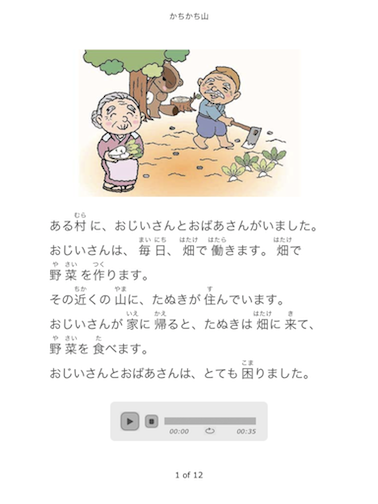 かちかち山
ある村に、おじいさんとおばあさんがいました。
おじいさんは、毎日、畑で働きます。畑で
野菜を作ります。
その近くの山に、たぬきが住んでいます。
おじいさんが家に帰ると、たぬきは畑に来て、
野菜を食べます。
おじいさんとおばあさんは、とても困りました。
00:00
00:35
1 of 12